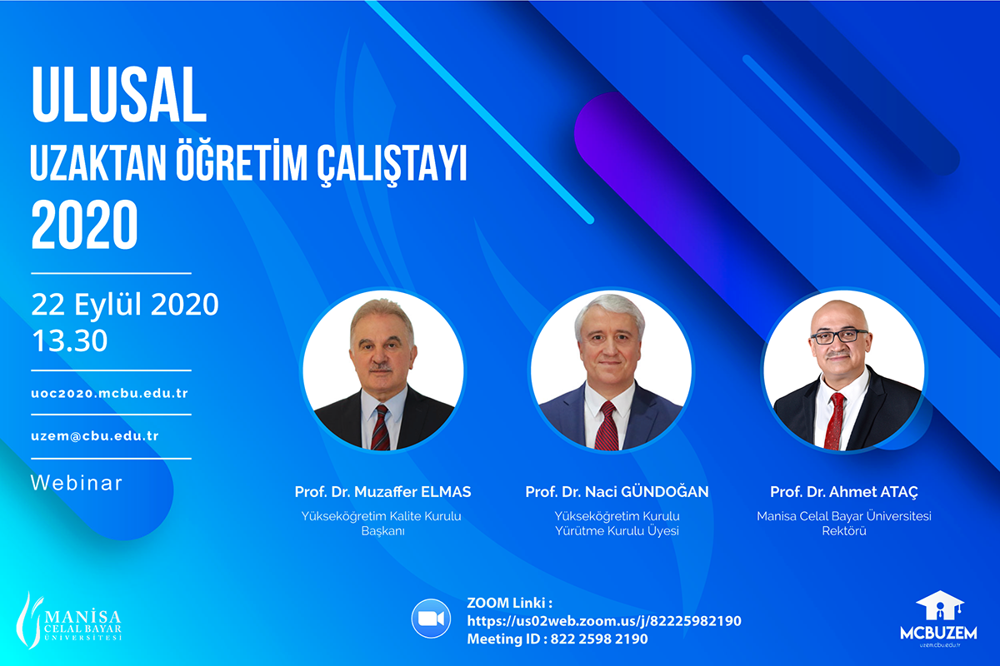 ULUSAL
UZAKTAN ÖĞRETİM ÇALIŞTAYI
2020
22 Eylül 2020
13.30
uoc2020.mcbu.edu.tr
uzem@cbu.edu.tr
Webinar
Prof. Dr. Muzaffer ELMAS
Yükseköğretim Kalite Kurulu
Başkanı
Prof. Dr. Naci GÜNDOĞAN
Yükseköğretim Kurulu
Yürütme Kurulu Üyesi
Prof. Dr. Ahmet ATAÇ
Manisa Celal Bayar Üniversitesi
Rektörü
MANİSA
CELAL BAYAR
ÜNİVERSİTESİ
ZOOM Linki :
https://us02web.zoom.us/j/82225982190
Meeting ID : 822 2598 2190
MCBUZEM
uzem.cbu.edu.tr